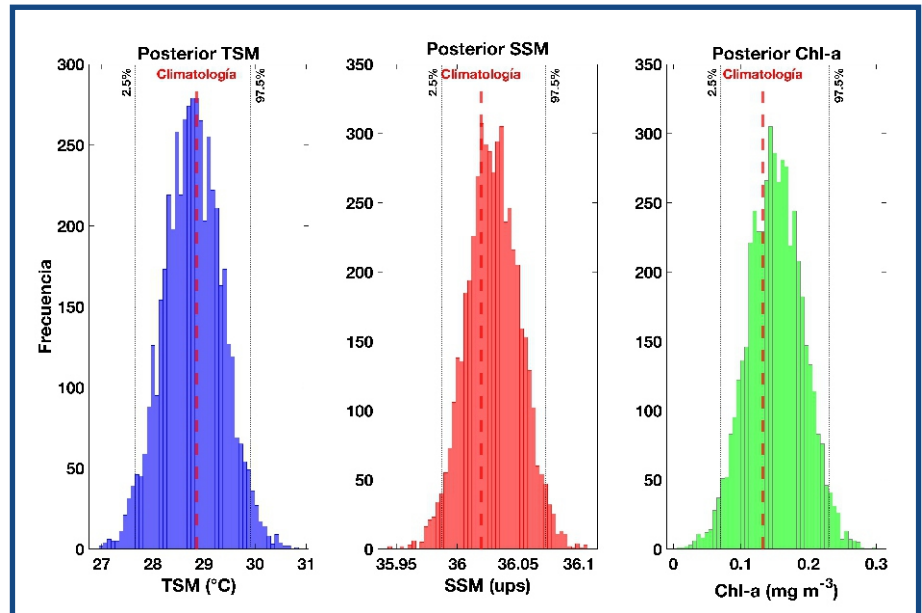 Posterior TSM
Climatología
2.5%
97.5%
300
250
200
150
100
50
0
Frecuencia
27 28 29 30 31
TSM (°C)
Posterior SSM
Climatología
2.5%
97.5%
350
300
250
200
150
100
50
0
35.95 36 36.05 36.1
SSM (ups)
Posterior Chl-a
Climatología
2.5%
97.5%
350
300
250
200
150
100
50
0
0 0.1 0.2 0.3
Chl-a (mg m⁻³)